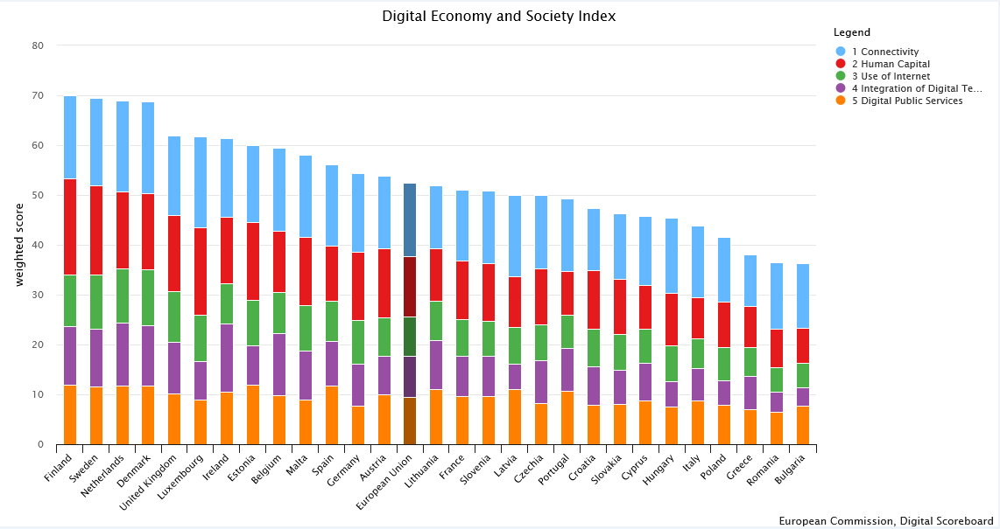 Digital Economy and Society Index
Legend
1 Connectivity
2 Human Capital
3 Use of Internet
4 Integration of Digital Te...
5 Digital Public Services
weighted score
80
70
60
50
40
30
20
10
0
Finland
Sweden
Netherlands
Denmark
United Kingdom
Luxembourg
Ireland
Estonia
Belgium
Malta
Spain
Germany
Austria
European Union
Lithuania
France
Slovenia
Latvia
Czechia
Portugal
Croatia
Slovakia
Cyprus
Hungary
Italy
Poland
Greece
Romania
Bulgaria
European Commission, Digital Scoreboard